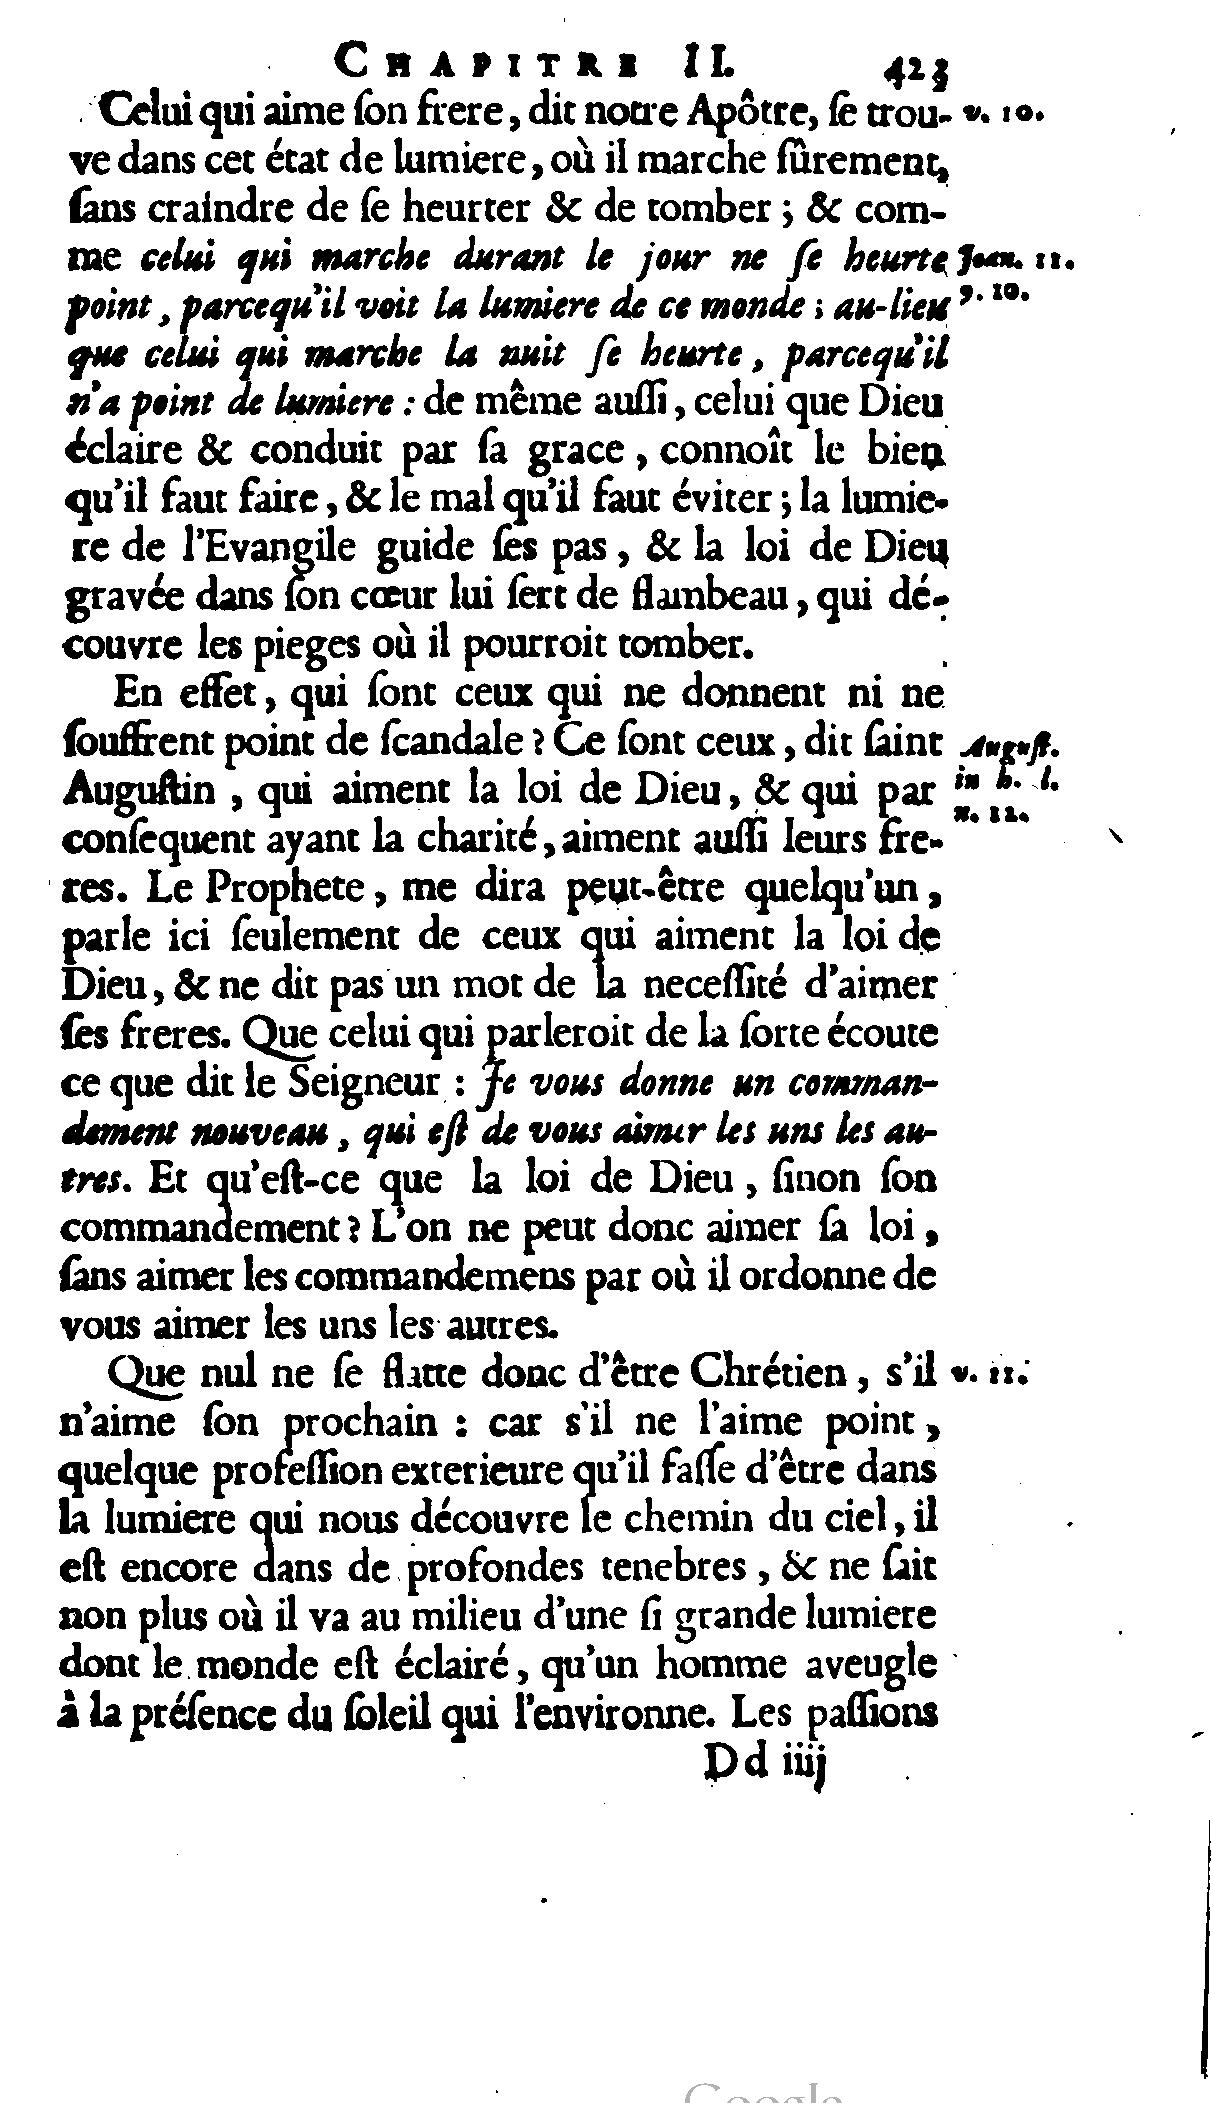 CHAPITRE II. 423
Celui qui aime ſon frere, dit notre Apôtre, ſe trou- v. 10.
ve dans cet état de lumiere, où il marche ſûrement,
ſans craindre de ſe heurter & de tomber ; & com-
me celui qui marche durant le jour ne ſe heurte Joan. 11.
point, parcequ'il voit la lumiere de ce monde ; au-lieu 9. 10.
que celui qui marche la nuit ſe heurte, parcequ'il
n'a point de lumiere : de même auſſi, celui que Dieu
éclaire & conduit par ſa grace, connoît le bien
qu'il faut faire, & le mal qu'il faut éviter ; la lumie-
re de l'Evangile guide ſes pas, & la loi de Dieu
gravée dans ſon cœur lui ſert de flambeau, qui dé-
couvre les pieges où il pourroit tomber.
En effet, qui ſont ceux qui ne donnent ni ne
ſouffrent point de ſcandale ? Ce ſont ceux, dit ſaint Auguſt.
Auguſtin, qui aiment la loi de Dieu, & qui par in h. l.
conſequent ayant la charité, aiment auſſi leurs fre- n. 12.
res. Le Prophete, me dira peut-être quelqu'un,
parle ici ſeulement de ceux qui aiment la loi de
Dieu, & ne dit pas un mot de la neceſſité d'aimer
ſes freres. Que celui qui parleroit de la ſorte écoute
ce que dit le Seigneur : Je vous donne un comman-
dement nouveau, qui eſt de vous aimer les uns les au-
tres. Et qu'eſt-ce que la loi de Dieu, ſinon ſon
commandement ? L'on ne peut donc aimer ſa loi,
ſans aimer les commandemens par où il ordonne de
vous aimer les uns les autres.
Que nul ne ſe flatte donc d'être Chrétien, s'il v. 11.
n'aime ſon prochain : car s'il ne l'aime point,
quelque profeſſion exterieure qu'il faſſe d'être dans
la lumiere qui nous découvre le chemin du ciel, il
eſt encore dans de profondes tenebres, & ne ſait
non plus où il va au milieu d'une ſi grande lumiere
dont le monde eſt éclairé, qu'un homme aveugle
à la préſence du ſoleil qui l'environne. Les paſſions
Dd iiij
Google